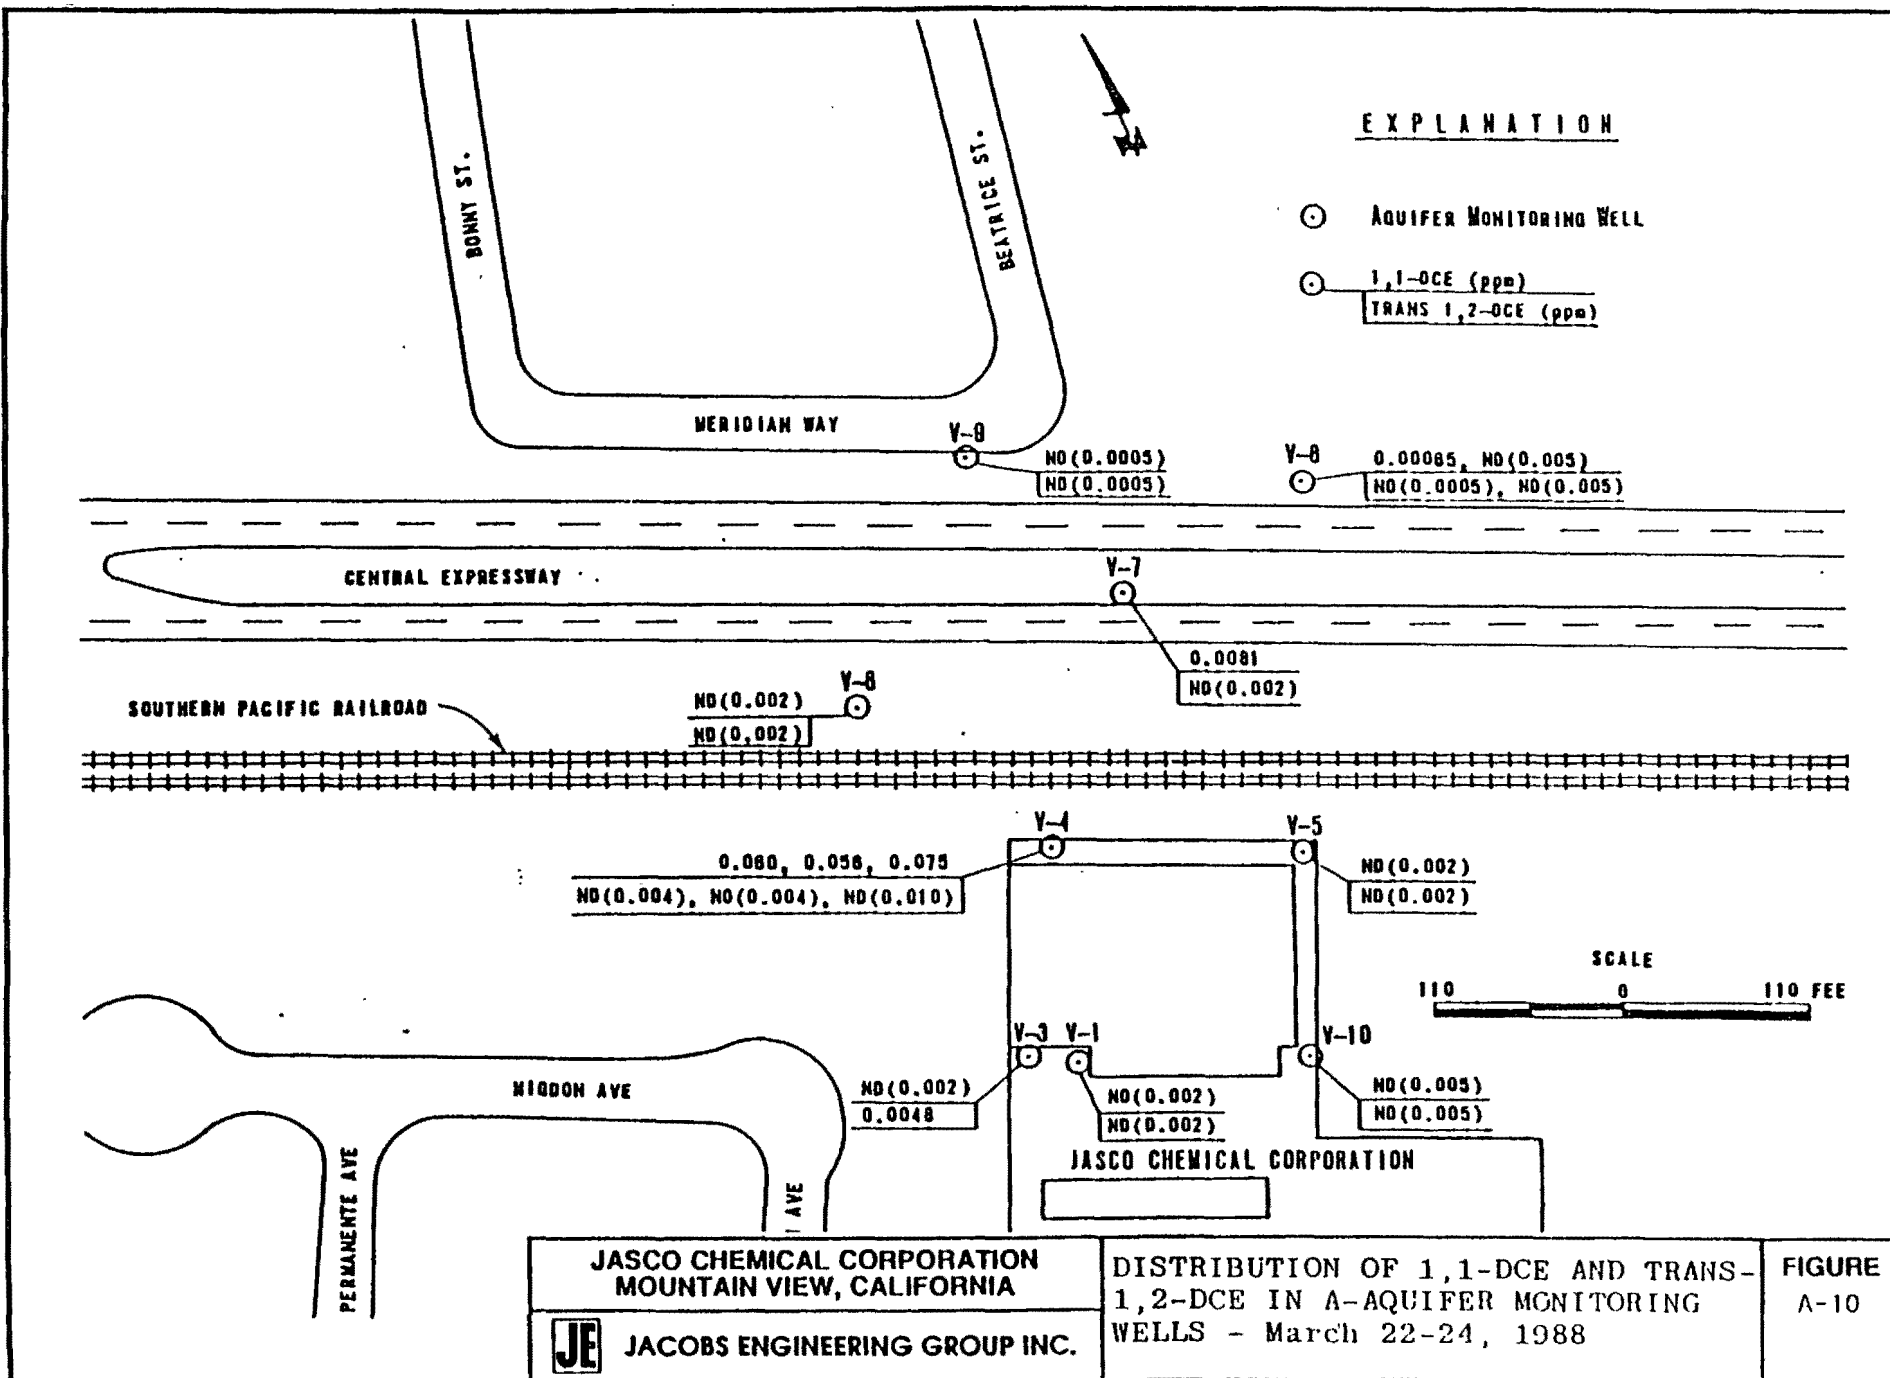 EXPLANATION
AQUIFER MONITORING WELL
1,1-DCE (ppm)
TRANS 1,2-DCE (ppm)
BONNY ST.
BEATRICE ST.
MERIDIAN WAY
V-9
ND(0.0005)
ND(0.0005)
V-8
0.00085, ND(0.005)
ND(0.0005), ND(0.005)
CENTRAL EXPRESSWAY
V-7
0.0081
ND(0.002)
SOUTHERN PACIFIC RAILROAD
ND(0.002)
ND(0.002)
V-4
0.060, 0.056, 0.075
ND(0.004), ND(0.004), ND(0.010)
V-5
ND(0.002)
ND(0.002)
SCALE
110 0 110 FEE
V-3
ND(0.002)
0.0048
V-1
ND(0.002)
ND(0.002)
V-10
ND(0.005)
ND(0.005)
JASCO CHEMICAL CORPORATION
AVE
PERMANENTE AVE
AVE
JASCO CHEMICAL CORPORATION
MOUNTAIN VIEW, CALIFORNIA
JE JACOBS ENGINEERING GROUP INC.
DISTRIBUTION OF 1,1-DCE AND TRANS-
1,2-DCE IN A-AQUIFER MONITORING
WELLS - March 22-24, 1988
FIGURE
A-10